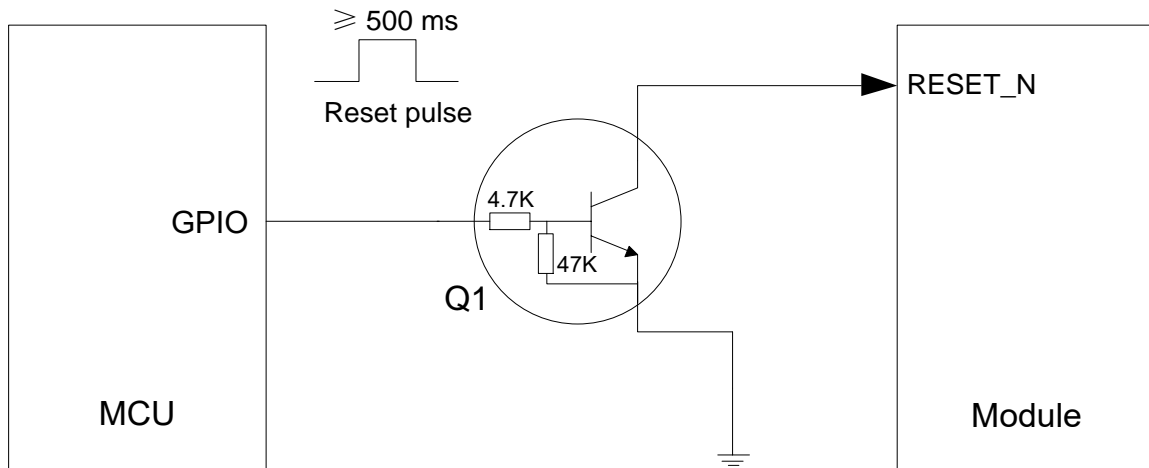 ≥ 500 ms
Reset pulse
RESET_N
4.7K
GPIO
47K
Q1
MCU
Module